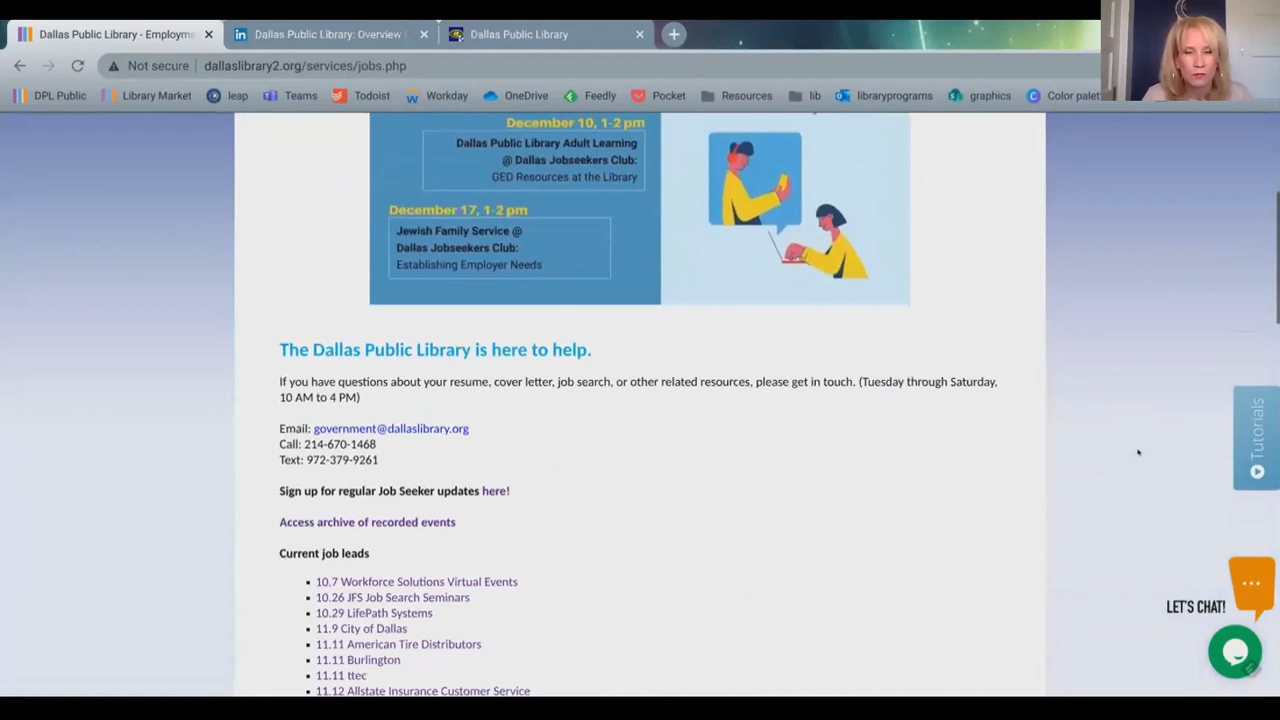 Dallas Public Library - Employme
Dallas Public Library: Overview
Dallas Public Library
Not secure
dallaslibrary2.org/services/jobs.php
DPL Public
Library Market
leap
Teams
Todoist
Workday
OneDrive
Feedly
Pocket
Resources
lib
libraryprograms
graphics
Color palet
December 10, 1-2 pm
Dallas Public Library Adult Learning
@ Dallas Jobseekers Club:
GED Resources at the Library
December 17, 1-2 pm
Jewish Family Service @
Dallas Jobseekers Club:
Establishing Employer Needs
The Dallas Public Library is here to help.
If you have questions about your resume, cover letter, job search, or other related resources, please get in touch. (Tuesday through Saturday,
10 AM to 4 PM)
Email: government@dallaslibrary.org
Call: 214-670-1468
Text: 972-379-9261
Sign up for regular Job Seeker updates here!
Access archive of recorded events
Current job leads
10.7 Workforce Solutions Virtual Events
10.26 JFS Job Search Seminars
10.29 LifePath Systems
11.9 City of Dallas
11.11 American Tire Distributors
11.11 Burlington
11.11 ttec
11.12 Allstate Insurance Customer Service
Tutorials
LET'S CHAT!